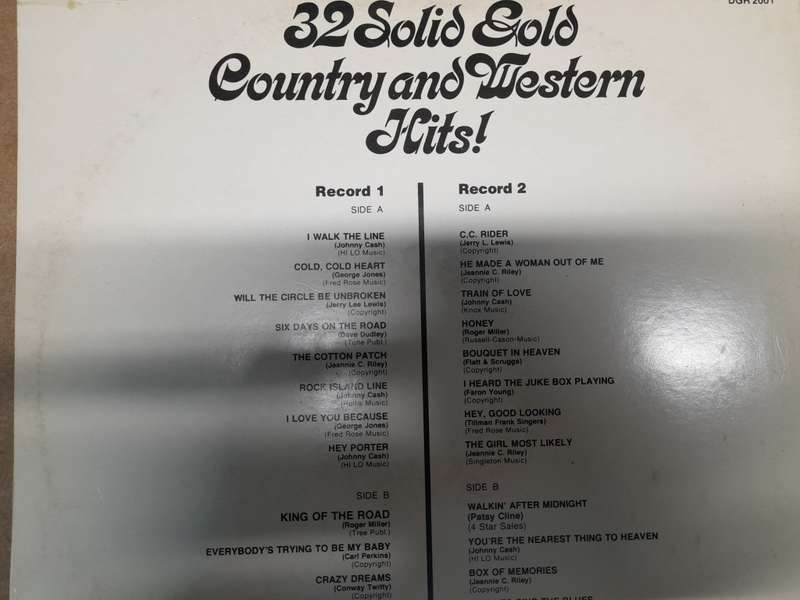 DGR 2001
32 Solid Gold
Country and Western
Hits!
Record 1
SIDE A
I WALK THE LINE
(Johnny Cash)
(HI LO Music)
COLD, COLD HEART
(George Jones)
(Fred Rose Music)
WILL THE CIRCLE BE UNBROKEN
(Jerry Lee Lewis)
(Copyright)
SIX DAYS ON THE ROAD
(Dave Dudley)
(Tune Publ.)
THE COTTON PATCH
(Jeannie C. Riley)
(Copyright)
ROCK ISLAND LINE
(Johnny Cash)
(Hollis Music)
I LOVE YOU BECAUSE
(George Jones)
(Fred Rose Music)
HEY PORTER
(Johnny Cash)
(HI LO Music)
SIDE B
KING OF THE ROAD
(Roger Miller)
(Tree Publ.)
EVERYBODY'S TRYING TO BE MY BABY
(Carl Perkins)
(Copyright)
CRAZY DREAMS
(Conway Twitty)
(Copyright)
Record 2
SIDE A
C.C. RIDER
(Jerry L. Lewis)
(Copyright)
HE MADE A WOMAN OUT OF ME
(Jeannie C. Riley)
(Copyright)
TRAIN OF LOVE
(Johnny Cash)
(Knox Music)
HONEY
(Roger Miller)
(Russell-Cason-Music)
BOUQUET IN HEAVEN
(Flatt & Scruggs)
(Copyright)
I HEARD THE JUKE BOX PLAYING
(Faron Young)
(Copyright)
HEY, GOOD LOOKING
(Tillman Frank Singers)
(Fred Rose Music)
THE GIRL MOST LIKELY
(Jeannie C. Riley)
(Singleton Music)
SIDE B
WALKIN' AFTER MIDNIGHT
(Patsy Cline)
(4 Star Sales)
YOU'RE THE NEAREST THING TO HEAVEN
(Johnny Cash)
(HI LO Music)
BOX OF MEMORIES
(Jeannie C. Riley)
(Copyright)
THE BLUES